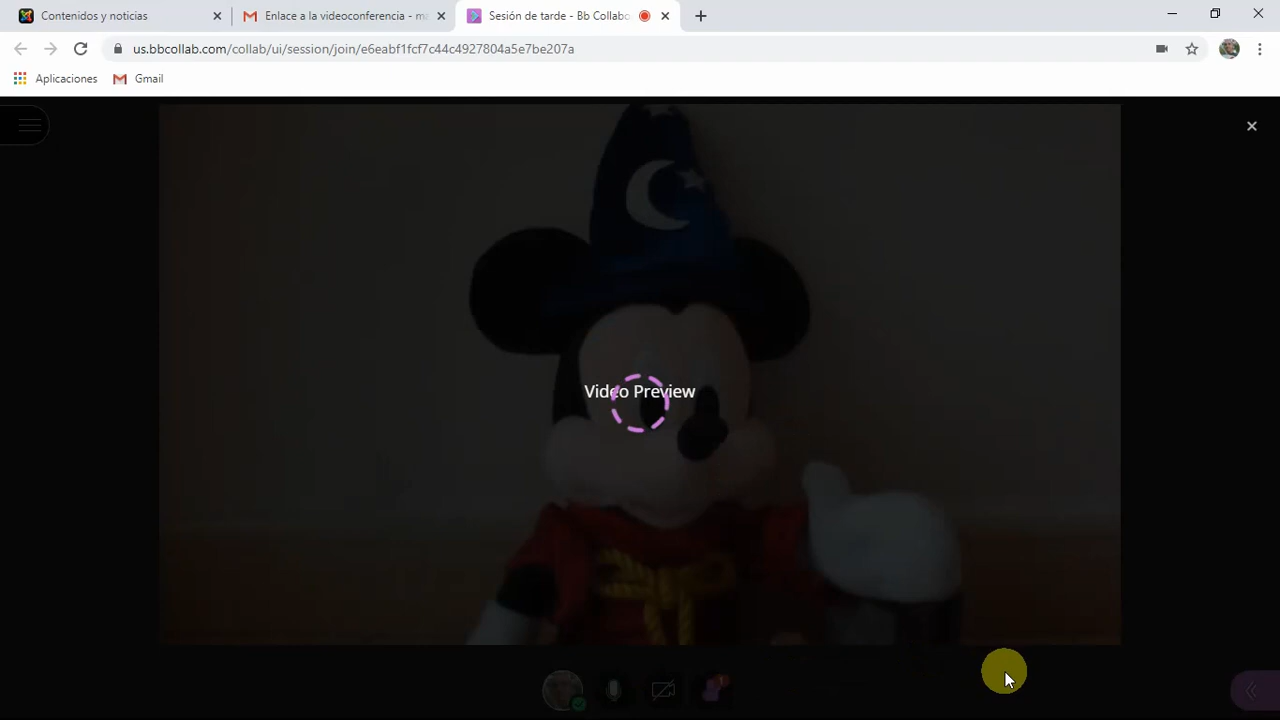 Contenidos y noticias
Enlace a la videoconferencia - ma
Sesión de tarde - Bb Collabo
us.bbcollab.com/collab/ui/session/join/e6eabf1fcf7c44c4927804a5e7be207a
Aplicaciones
Gmail
Video Preview